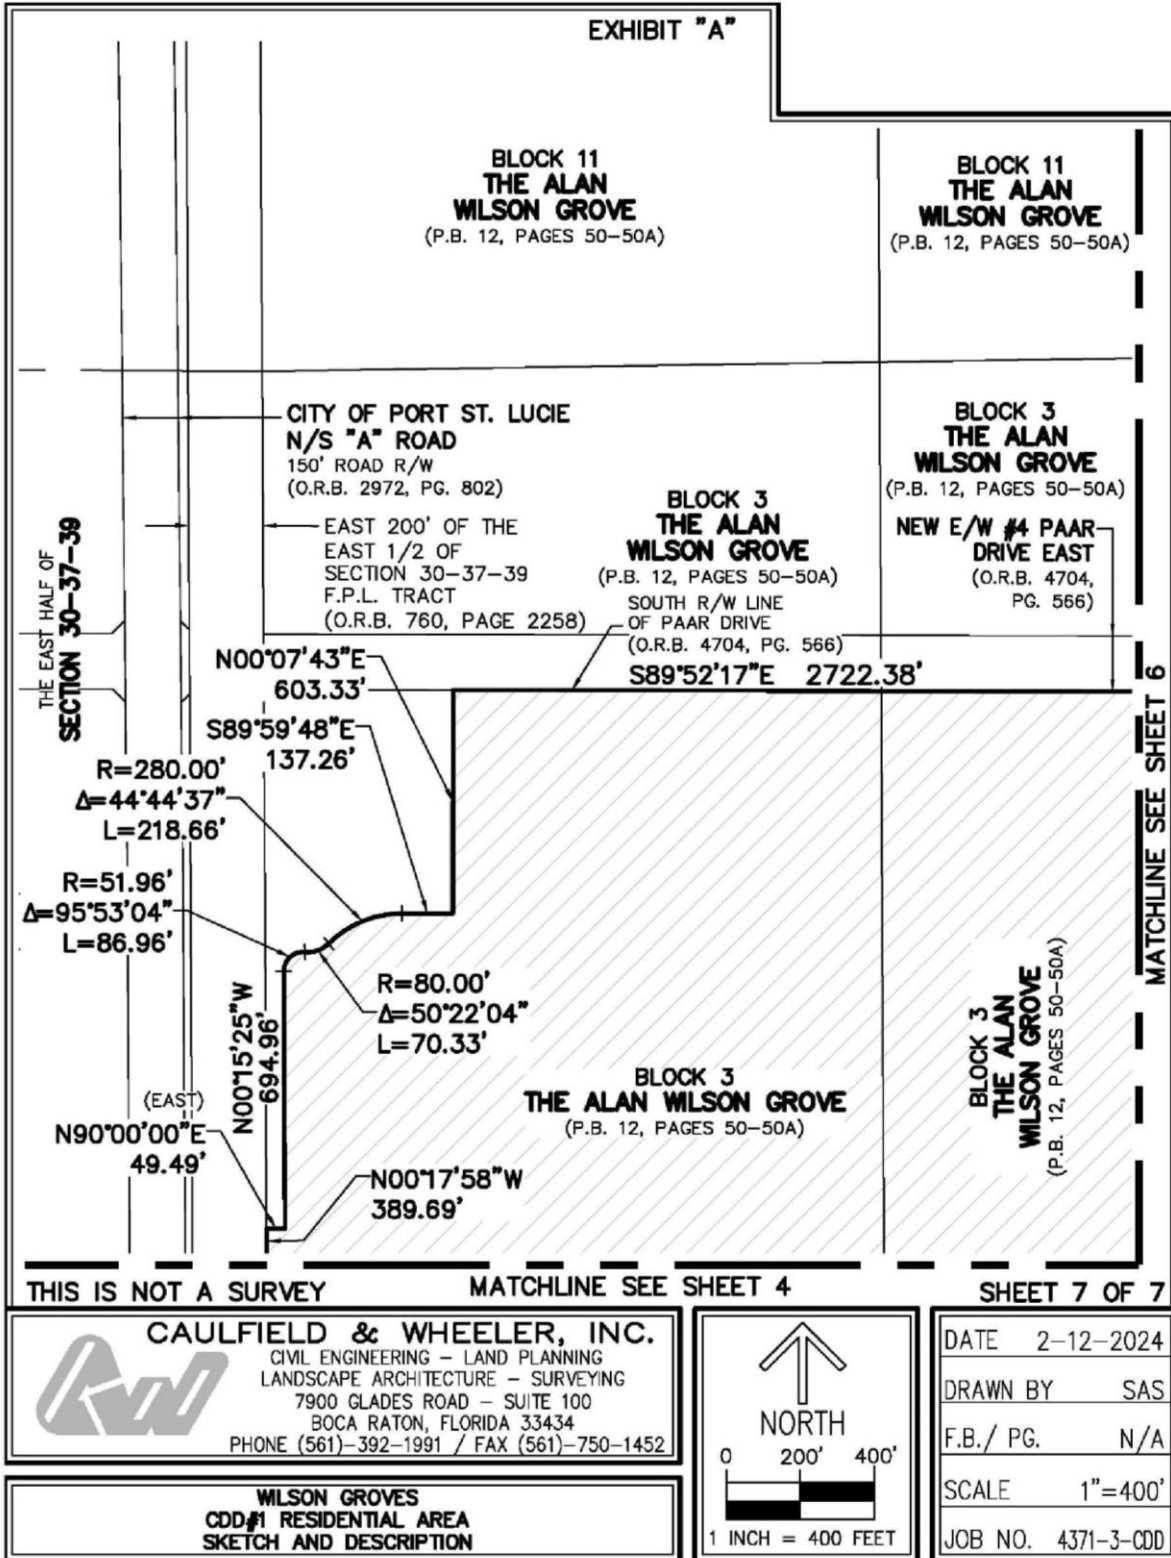 EXHIBIT "A"
BLOCK 11
THE ALAN
WILSON GROVE
(P.B. 12, PAGES 50-50A)
BLOCK 11
THE ALAN
WILSON GROVE
(P.B. 12, PAGES 50-50A)
CITY OF PORT ST. LUCIE
N/S "A" ROAD
150' ROAD R/W
(O.R.B. 2972, PG. 802)
BLOCK 3
THE ALAN
WILSON GROVE
(P.B. 12, PAGES 50-50A)
EAST 200' OF THE
EAST 1/2 OF
SECTION 30-37-39
F.P.L. TRACT
(O.R.B. 760, PAGE 2258)
BLOCK 3
THE ALAN
WILSON GROVE
(P.B. 12, PAGES 50-50A)
NEW E/W #4 PAAR
DRIVE EAST
(O.R.B. 4704,
PG. 566)
SOUTH R/W LINE
OF PAAR DRIVE
(O.R.B. 4704, PG. 566)
THE EAST HALF OF
SECTION 30-37-39
N00°07'43"E
603.33'
S89°52'17"E 2722.38'
S89°59'48"E
137.26'
R=280.00'
Δ=44°44'37"
L=218.66'
R=51.96'
Δ=95°53'04"
L=86.96'
R=80.00'
Δ=50°22'04"
L=70.33'
N00°15'25"W
694.96'
(EAST)
N90°00'00"E
49.49'
N00°17'58"W
389.69'
BLOCK 3
THE ALAN WILSON GROVE
(P.B. 12, PAGES 50-50A)
BLOCK 3
THE ALAN
WILSON GROVE
(P.B. 12, PAGES 50-50A)
MATCHLINE SEE SHEET 6
THIS IS NOT A SURVEY
MATCHLINE SEE SHEET 4
SHEET 7 OF 7
CW
CAULFIELD & WHEELER, INC.
CIVIL ENGINEERING - LAND PLANNING
LANDSCAPE ARCHITECTURE - SURVEYING
7900 GLADES ROAD - SUITE 100
BOCA RATON, FLORIDA 33434
PHONE (561)-392-1991 / FAX (561)-750-1452
WILSON GROVES
CDD#1 RESIDENTIAL AREA
SKETCH AND DESCRIPTION
NORTH
0 200' 400'
1 INCH = 400 FEET
DATE 2-12-2024
DRAWN BY SAS
F.B./ PG. N/A
SCALE 1"=400'
JOB NO. 4371-3-CDD